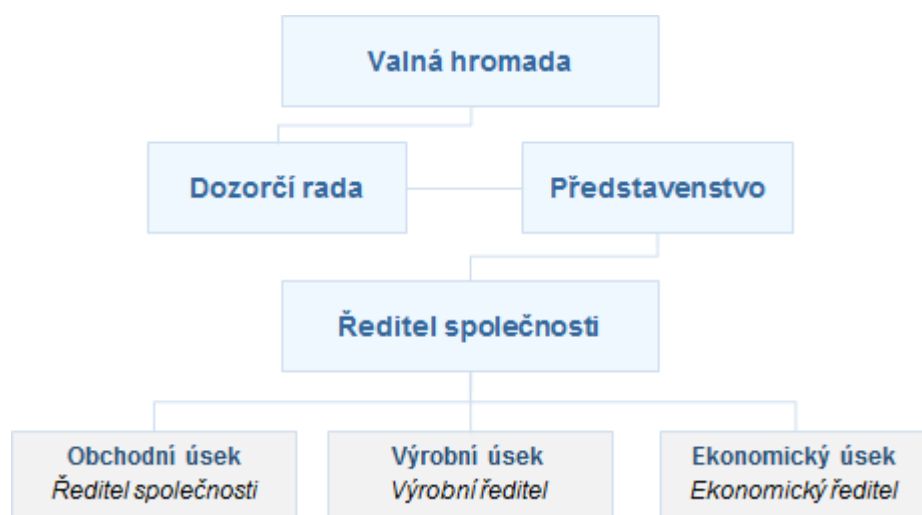 Valná hromada
Dozorčí rada
Představenstvo
Ředitel společnosti
Obchodní úsek
Ředitel společnosti
Výrobní úsek
Výrobní ředitel
Ekonomický úsek
Ekonomický ředitel